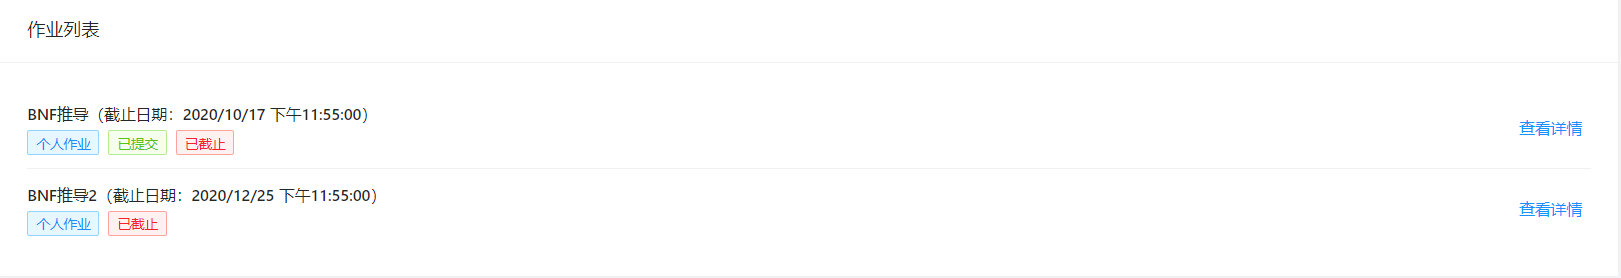 作业列表
BNF推导（截止日期：2020/10/17 下午11:55:00）
个人作业 已提交 已截止
查看详情
BNF推导2（截止日期：2020/12/25 下午11:55:00）
个人作业 已截止
查看详情